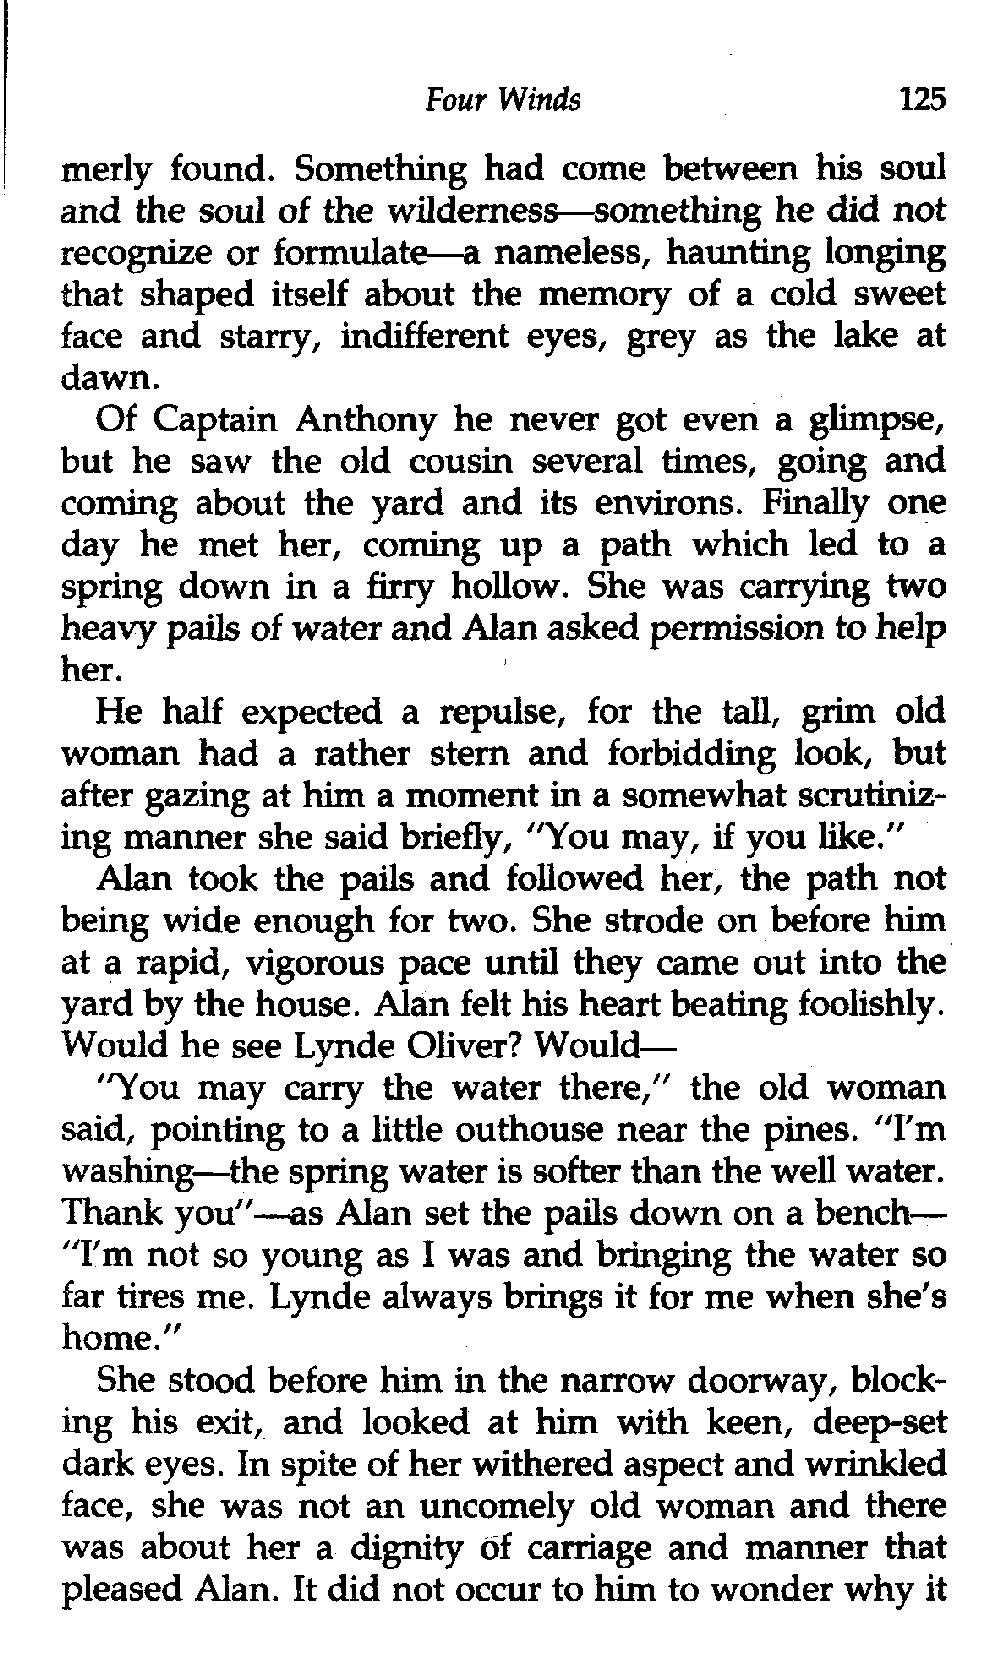 Four Winds 125
merly found. Something had come between his soul
and the soul of the wilderness—something he did not
recognize or formulate—a nameless, haunting longing
that shaped itself about the memory of a cold sweet
face and starry, indifferent eyes, grey as the lake at
dawn.
Of Captain Anthony he never got even a glimpse,
but he saw the old cousin several times, going and
coming about the yard and its environs. Finally one
day he met her, coming up a path which led to a
spring down in a firry hollow. She was carrying two
heavy pails of water and Alan asked permission to help
her.
He half expected a repulse, for the tall, grim old
woman had a rather stern and forbidding look, but
after gazing at him a moment in a somewhat scrutiniz-
ing manner she said briefly, "You may, if you like."
Alan took the pails and followed her, the path not
being wide enough for two. She strode on before him
at a rapid, vigorous pace until they came out into the
yard by the house. Alan felt his heart beating foolishly.
Would he see Lynde Oliver? Would—
"You may carry the water there," the old woman
said, pointing to a little outhouse near the pines. "I'm
washing—the spring water is softer than the well water.
Thank you"—as Alan set the pails down on a bench—
"I'm not so young as I was and bringing the water so
far tires me. Lynde always brings it for me when she's
home."
She stood before him in the narrow doorway, block-
ing his exit, and looked at him with keen, deep-set
dark eyes. In spite of her withered aspect and wrinkled
face, she was not an uncomely old woman and there
was about her a dignity of carriage and manner that
pleased Alan. It did not occur to him to wonder why it